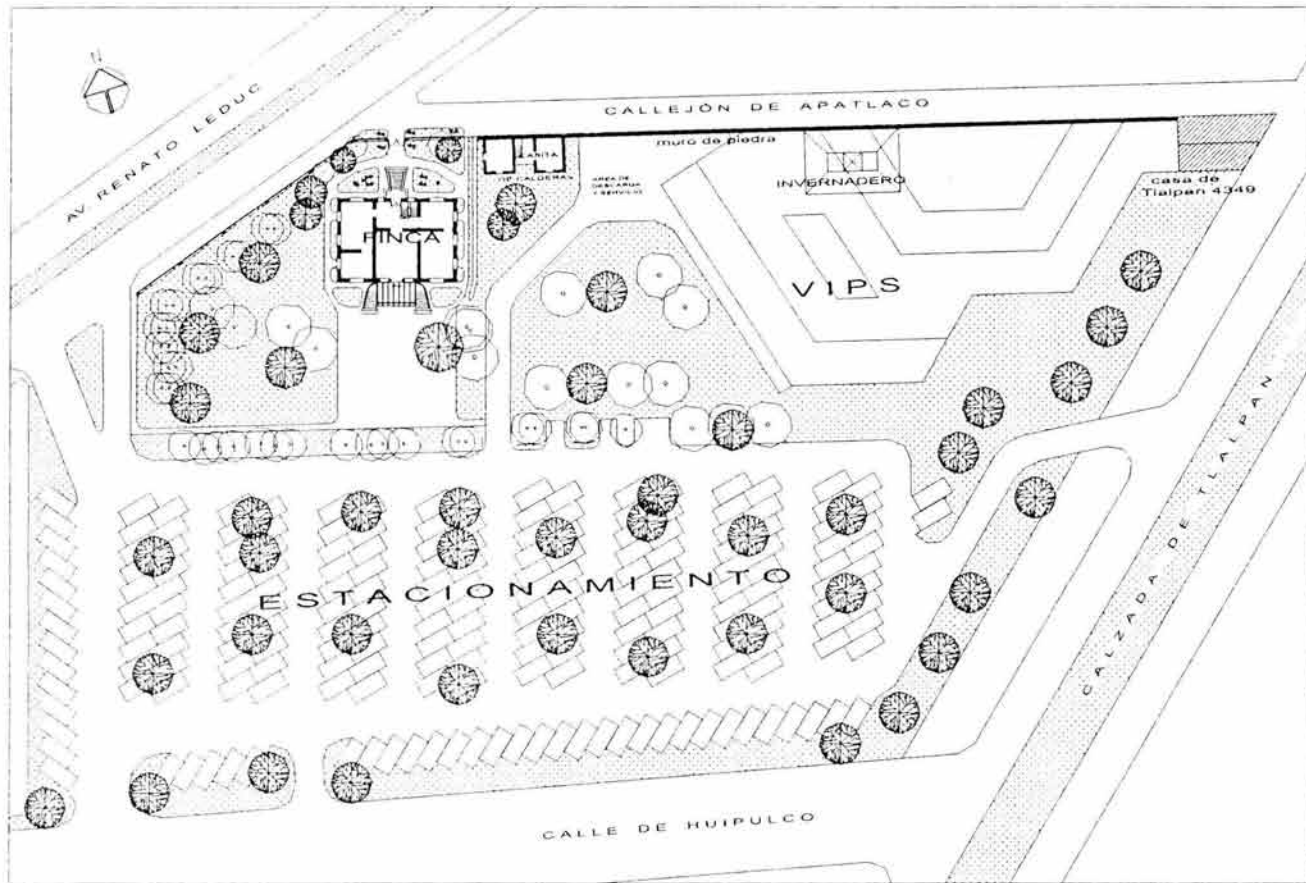 N
AV. RENATO LEDUC
CALLEJÓN DE APATLACO
muro de piedra
CASITA
CALDERAS
AREA DE
DESCARGA
Y SERVICIO
INVERNADERO
casa de
Tlalpan 4349
FINCA
VIPS
ESTACIONAMIENTO
CALZADA DE TLALPAN
CALLE DE HUIPULCO